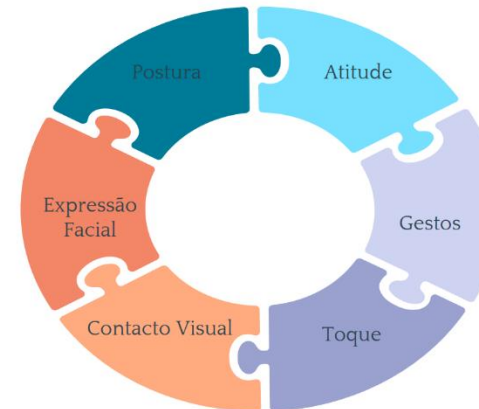 Postura
Atitude
Expressão
Facial
Gestos
Contacto Visual
Toque